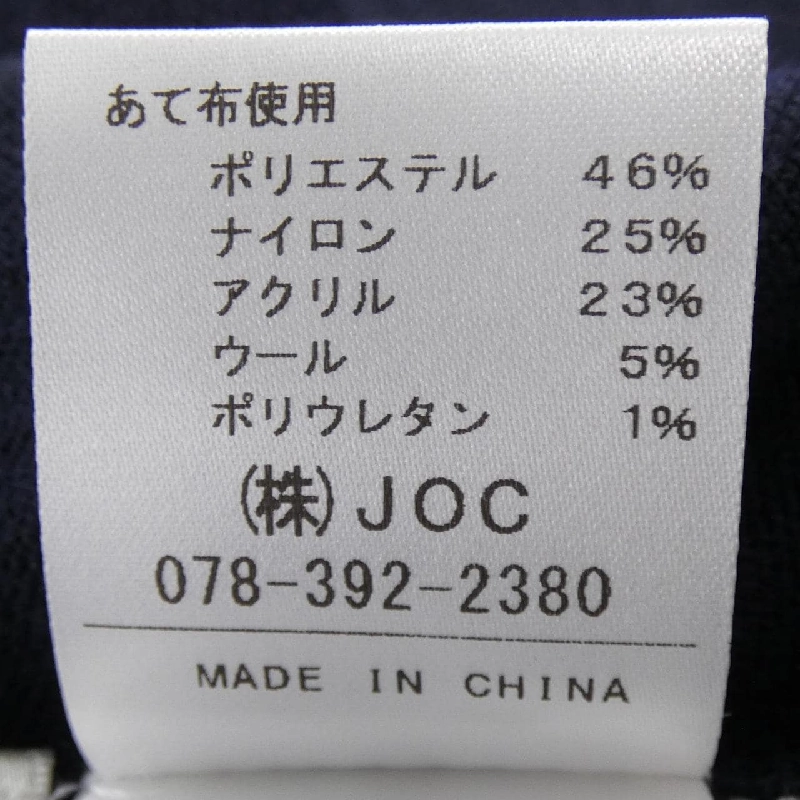 あて布使用
ポリエステル 46%
ナイロン 25%
アクリル 23%
ウール 5%
ポリウレタン 1%
㈱JOC
078-392-2380
MADE IN CHINA